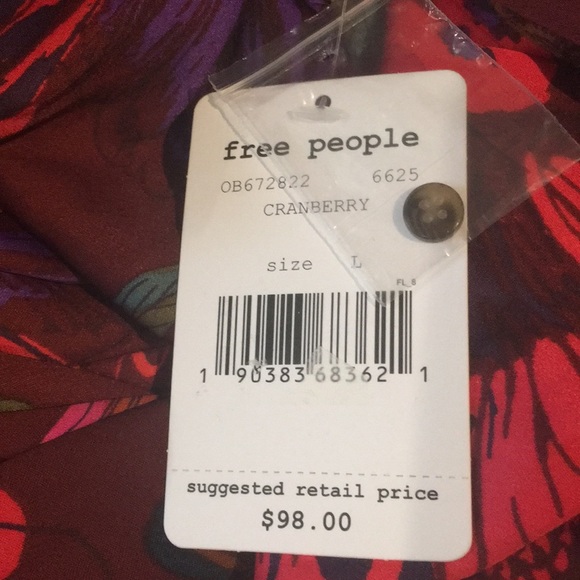 free people
OB672822 6625
CRANBERRY
size L
FL_6
1 90383 68362 1
suggested retail price
$98.00